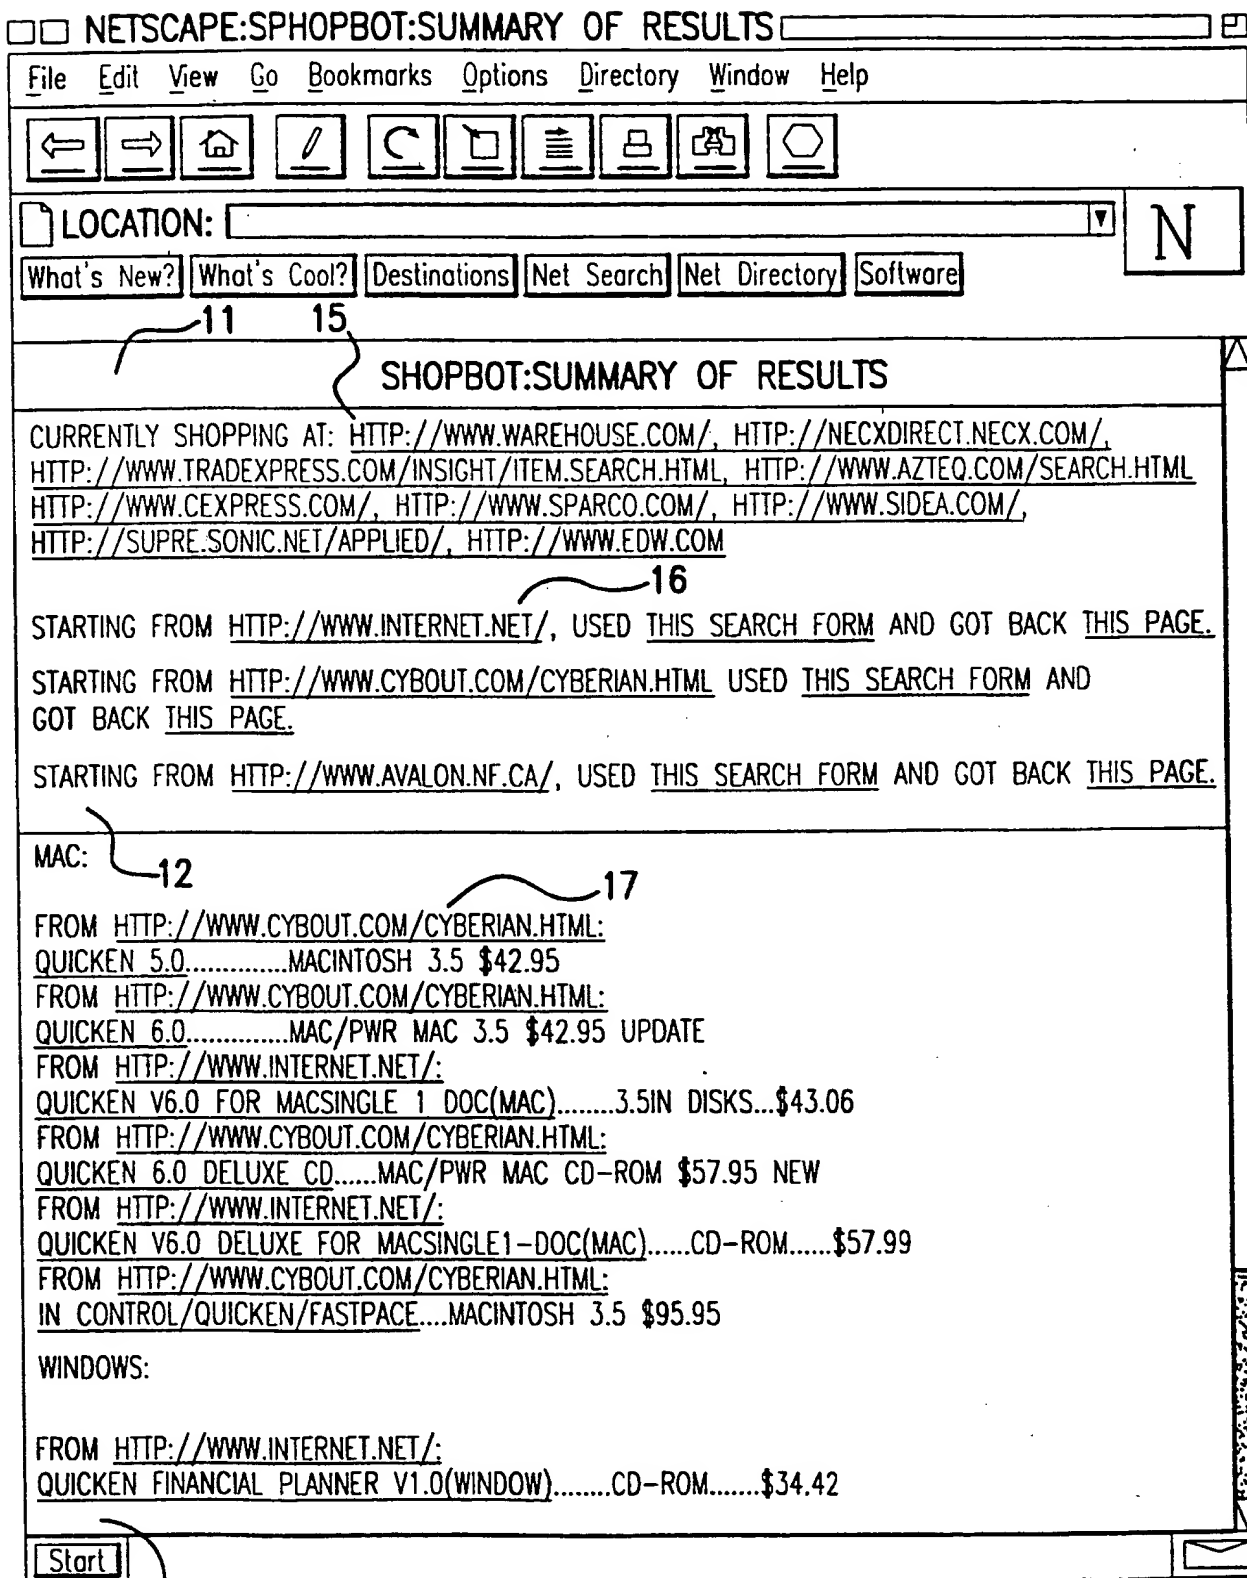 NETSCAPE:SPHOPBOT:SUMMARY OF RESULTS
File Edit View Go Bookmarks Options Directory Window Help
LOCATION:
N
What's New? What's Cool? Destinations Net Search Net Directory Software
11 15
SHOPBOT:SUMMARY OF RESULTS
CURRENTLY SHOPPING AT: HTTP://WWW.WAREHOUSE.COM/, HTTP://NECXDIRECT.NECX.COM/,
HTTP://WWW.TRADEXPRESS.COM/INSIGHT/ITEM.SEARCH.HTML, HTTP://WWW.AZTEQ.COM/SEARCH.HTML
HTTP://WWW.CEXPRESS.COM/, HTTP://WWW.SPARCO.COM/, HTTP://WWW.SIDEA.COM/,
HTTP://SUPRE.SONIC.NET/APPLIED/, HTTP://WWW.EDW.COM
16
STARTING FROM HTTP://WWW.INTERNET.NET/, USED THIS SEARCH FORM AND GOT BACK THIS PAGE.
STARTING FROM HTTP://WWW.CYBOUT.COM/CYBERIAN.HTML USED THIS SEARCH FORM AND
GOT BACK THIS PAGE.
STARTING FROM HTTP://WWW.AVALON.NF.CA/, USED THIS SEARCH FORM AND GOT BACK THIS PAGE.
MAC:
12
17
FROM HTTP://WWW.CYBOUT.COM/CYBERIAN.HTML:
QUICKEN 5.0..............MACINTOSH 3.5 $42.95
FROM HTTP://WWW.CYBOUT.COM/CYBERIAN.HTML:
QUICKEN 6.0..............MAC/PWR MAC 3.5 $42.95 UPDATE
FROM HTTP://WWW.INTERNET.NET/:
QUICKEN V6.0 FOR MACSINGLE 1 DOC(MAC)........3.5IN DISKS...$43.06
FROM HTTP://WWW.CYBOUT.COM/CYBERIAN.HTML:
QUICKEN 6.0 DELUXE CD......MAC/PWR MAC CD-ROM $57.95 NEW
FROM HTTP://WWW.INTERNET.NET/:
QUICKEN V6.0 DELUXE FOR MACSINGLE1-DOC(MAC)......CD-ROM......$57.99
FROM HTTP://WWW.CYBOUT.COM/CYBERIAN.HTML:
IN CONTROL/QUICKEN/FASTPACE....MACINTOSH 3.5 $95.95
WINDOWS:
FROM HTTP://WWW.INTERNET.NET/:
QUICKEN FINANCIAL PLANNER V1.0(WINDOW)........CD-ROM.......$34.42
Start